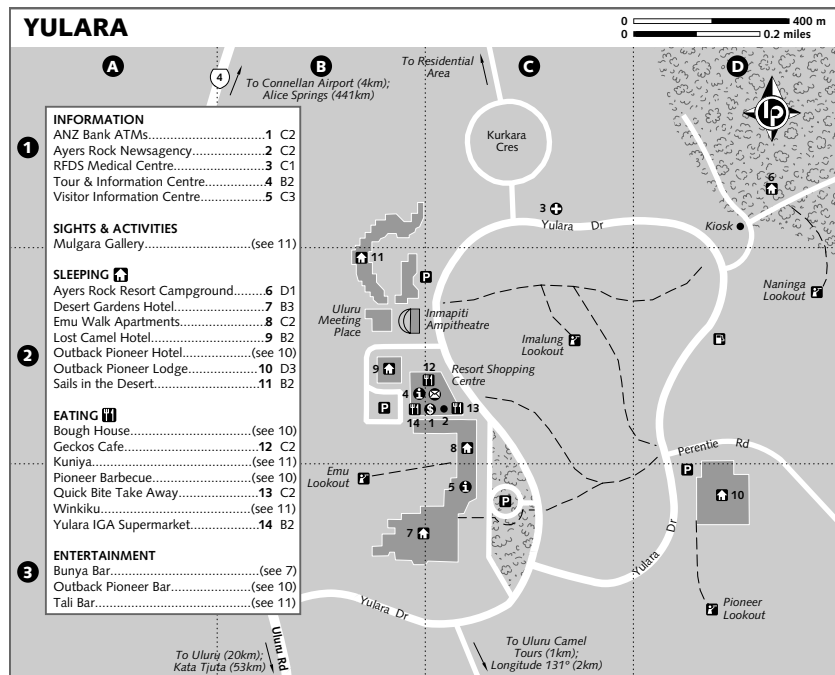 YULARA
0 400 m
0 0.2 miles
A
B
C
D
1
2
3
4
To Connellan Airport (4km);
Alice Springs (441km)
To Residential
Area
Kurkara
Cres
INFORMATION
ANZ Bank ATMs 1 C2
Ayers Rock Newsagency 2 C2
RFDS Medical Centre 3 C1
Tour & Information Centre 4 B2
Visitor Information Centre 5 C3
SIGHTS & ACTIVITIES
Mulgara Gallery (see 11)
SLEEPING
Ayers Rock Resort Campground 6 D1
Desert Gardens Hotel 7 B3
Emu Walk Apartments 8 C2
Lost Camel Hotel 9 B2
Outback Pioneer Hotel (see 10)
Outback Pioneer Lodge 10 D3
Sails in the Desert 11 B2
EATING
Bough House (see 10)
Geckos Cafe 12 C2
Kuniya (see 11)
Pioneer Barbecue (see 10)
Quick Bite Take Away 13 C2
Winkiku (see 11)
Yulara IGA Supermarket 14 B2
ENTERTAINMENT
Bunya Bar (see 7)
Outback Pioneer Bar (see 10)
Tali Bar (see 11)
lp
6
3
Yulara Dr
Kiosk
11
P
Naninga
Lookout
Uluru
Meeting
Place
Inmapiti
Ampitheatre
Imalung
Lookout
Resort Shopping
Centre
9
12
4
P
14 1 2 13
$
8
Perentie Rd
Emu
Lookout
5
P
P
10
7
Yulara Dr
Yulara Dr
Pioneer
Lookout
Uluru Rd
To Uluru (20km);
Kata Tjuta (53km)
To Uluru Camel
Tours (1km);
Longitude 131° (2km)